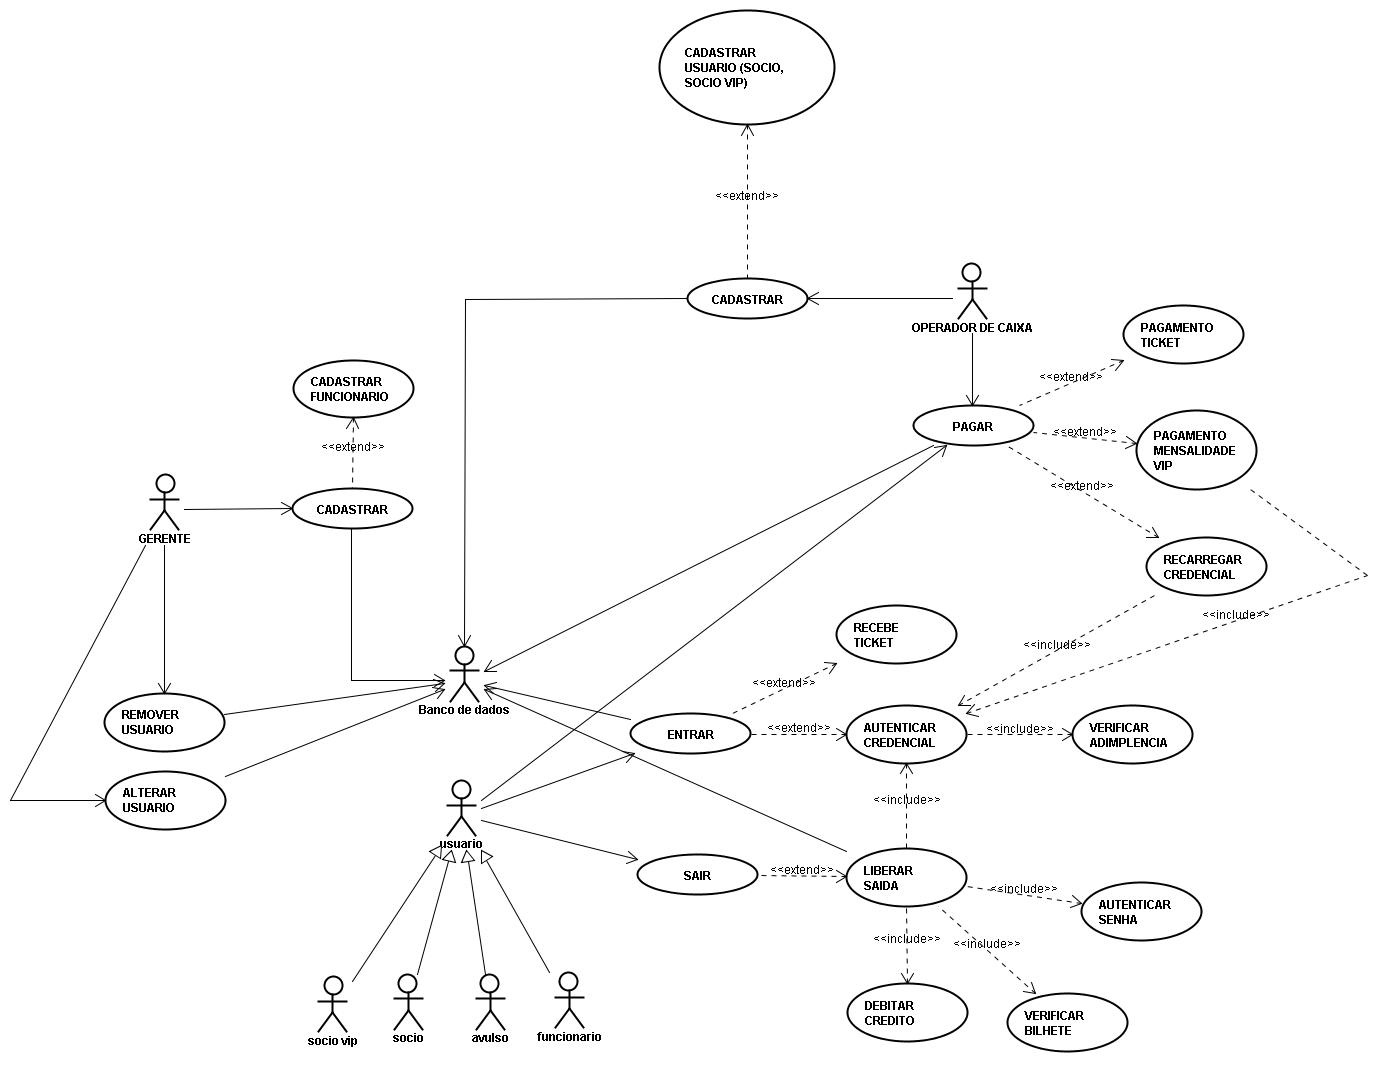 CADASTRAR
USUARIO (SOCIO,
SOCIO VIP)
<<extend>>
CADASTRAR
OPERADOR DE CAIXA
PAGAMENTO
TICKET
<<extend>>
CADASTRAR
FUNCIONARIO
<<extend>>
PAGAR
<<extend>>
PAGAMENTO
MENSALIDADE
VIP
<<extend>>
CADASTRAR
GERENTE
RECARREGAR
CREDENCIAL
<<include>>
RECEBE
TICKET
<<include>>
<<extend>>
Banco de dados
REMOVER
USUARIO
ENTRAR
<<extend>>
AUTENTICAR
CREDENCIAL
<<include>>
VERIFICAR
ADIMPLENCIA
ALTERAR
USUARIO
<<include>>
usuario
SAIR
<<extend>>
LIBERAR
SAIDA
<<include>>
AUTENTICAR
SENHA
<<include>>
<<include>>
DEBITAR
CREDITO
VERIFICAR
BILHETE
socio vip
socio
avulso
funcionario